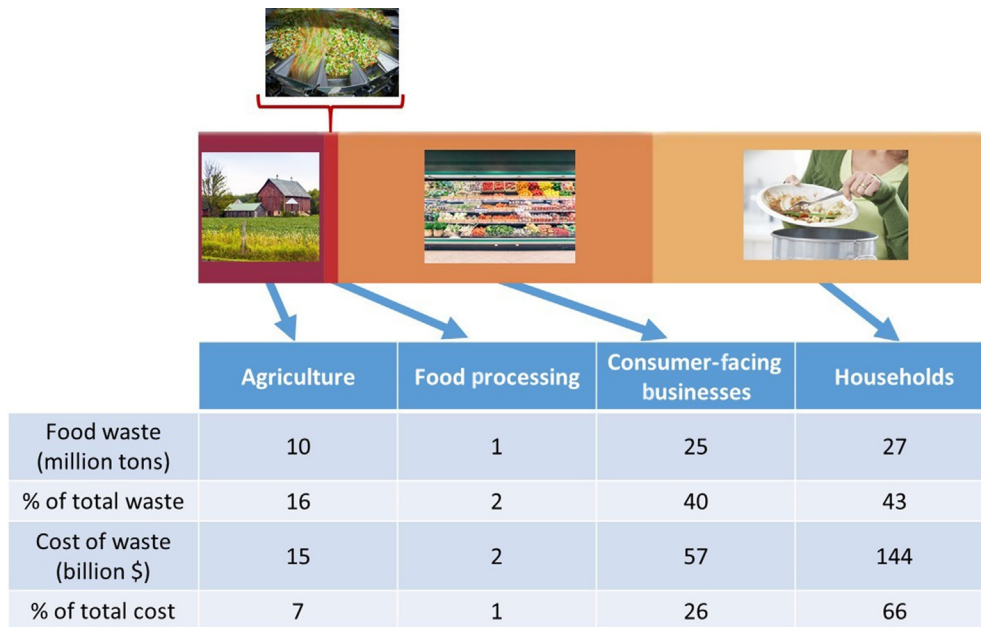 Agriculture
Food processing
Consumer-facing
businesses
Households
Food waste
(million tons)
10
1
25
27
% of total waste
16
2
40
43
Cost of waste
(billion $)
15
2
57
144
% of total cost
7
1
26
66